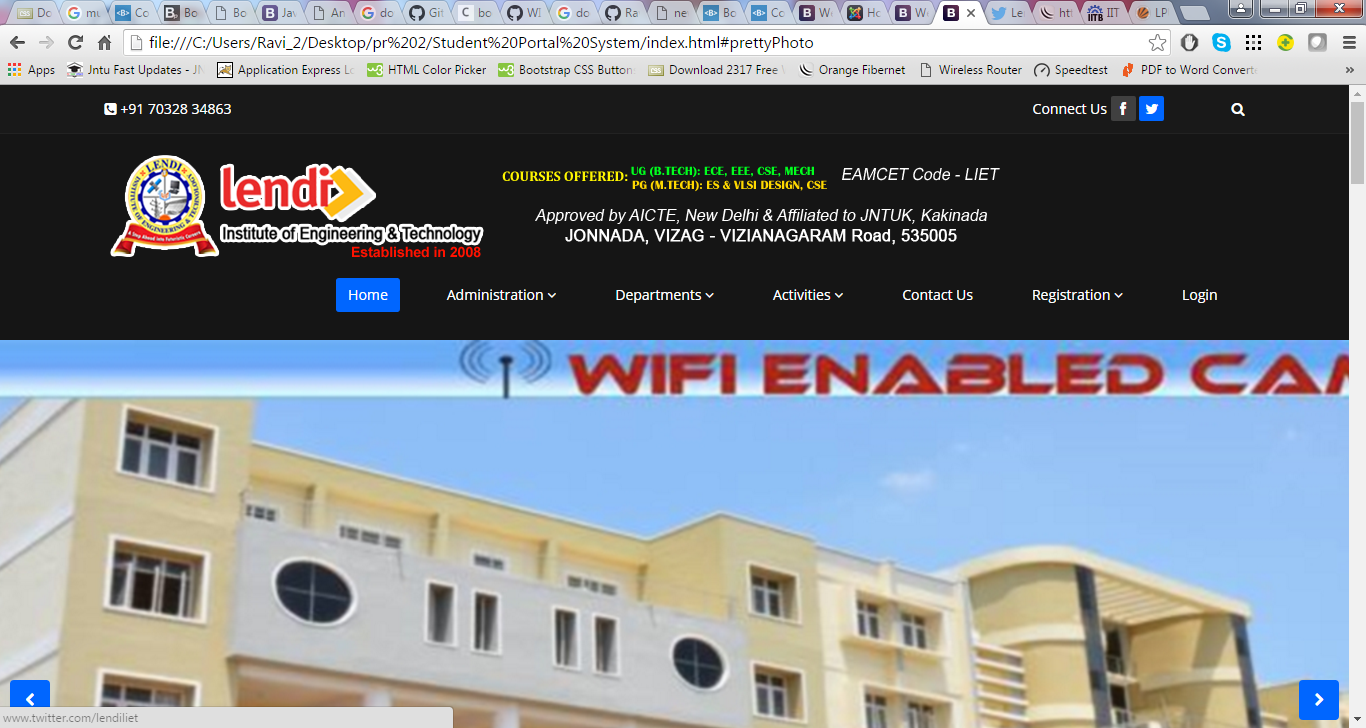 Do
G mu
Co
Bo
Bo
Jav
An
G do
Git
C bo
WI
G do
Ra
ne
Bo
Co
We
Ho
We
Le
htt
IIT
LP
file:///C:/Users/Ravi_2/Desktop/pr%202/Student%20Portal%20System/index.html#prettyPhoto
Apps Jntu Fast Updates - JN Application Express Lo HTML Color Picker Bootstrap CSS Button Download 2317 Free Orange Fibernet Wireless Router Speedtest PDF to Word Converte »
+91 70328 34863 Connect Us
LENDI
lendi
Institute of Engineering & Technology
Established in 2008
COURSES OFFERED: UG (B.TECH): ECE, EEE, CSE, MECH EAMCET Code - LIET
PG (M.TECH): ES & VLSI DESIGN, CSE
Approved by AICTE, New Delhi & Affiliated to JNTUK, Kakinada
JONNADA, VIZAG - VIZIANAGARAM Road, 535005
Home Administration Departments Activities Contact Us Registration Login
WIFI ENABLED CAM
www.twitter.com/lendiliet